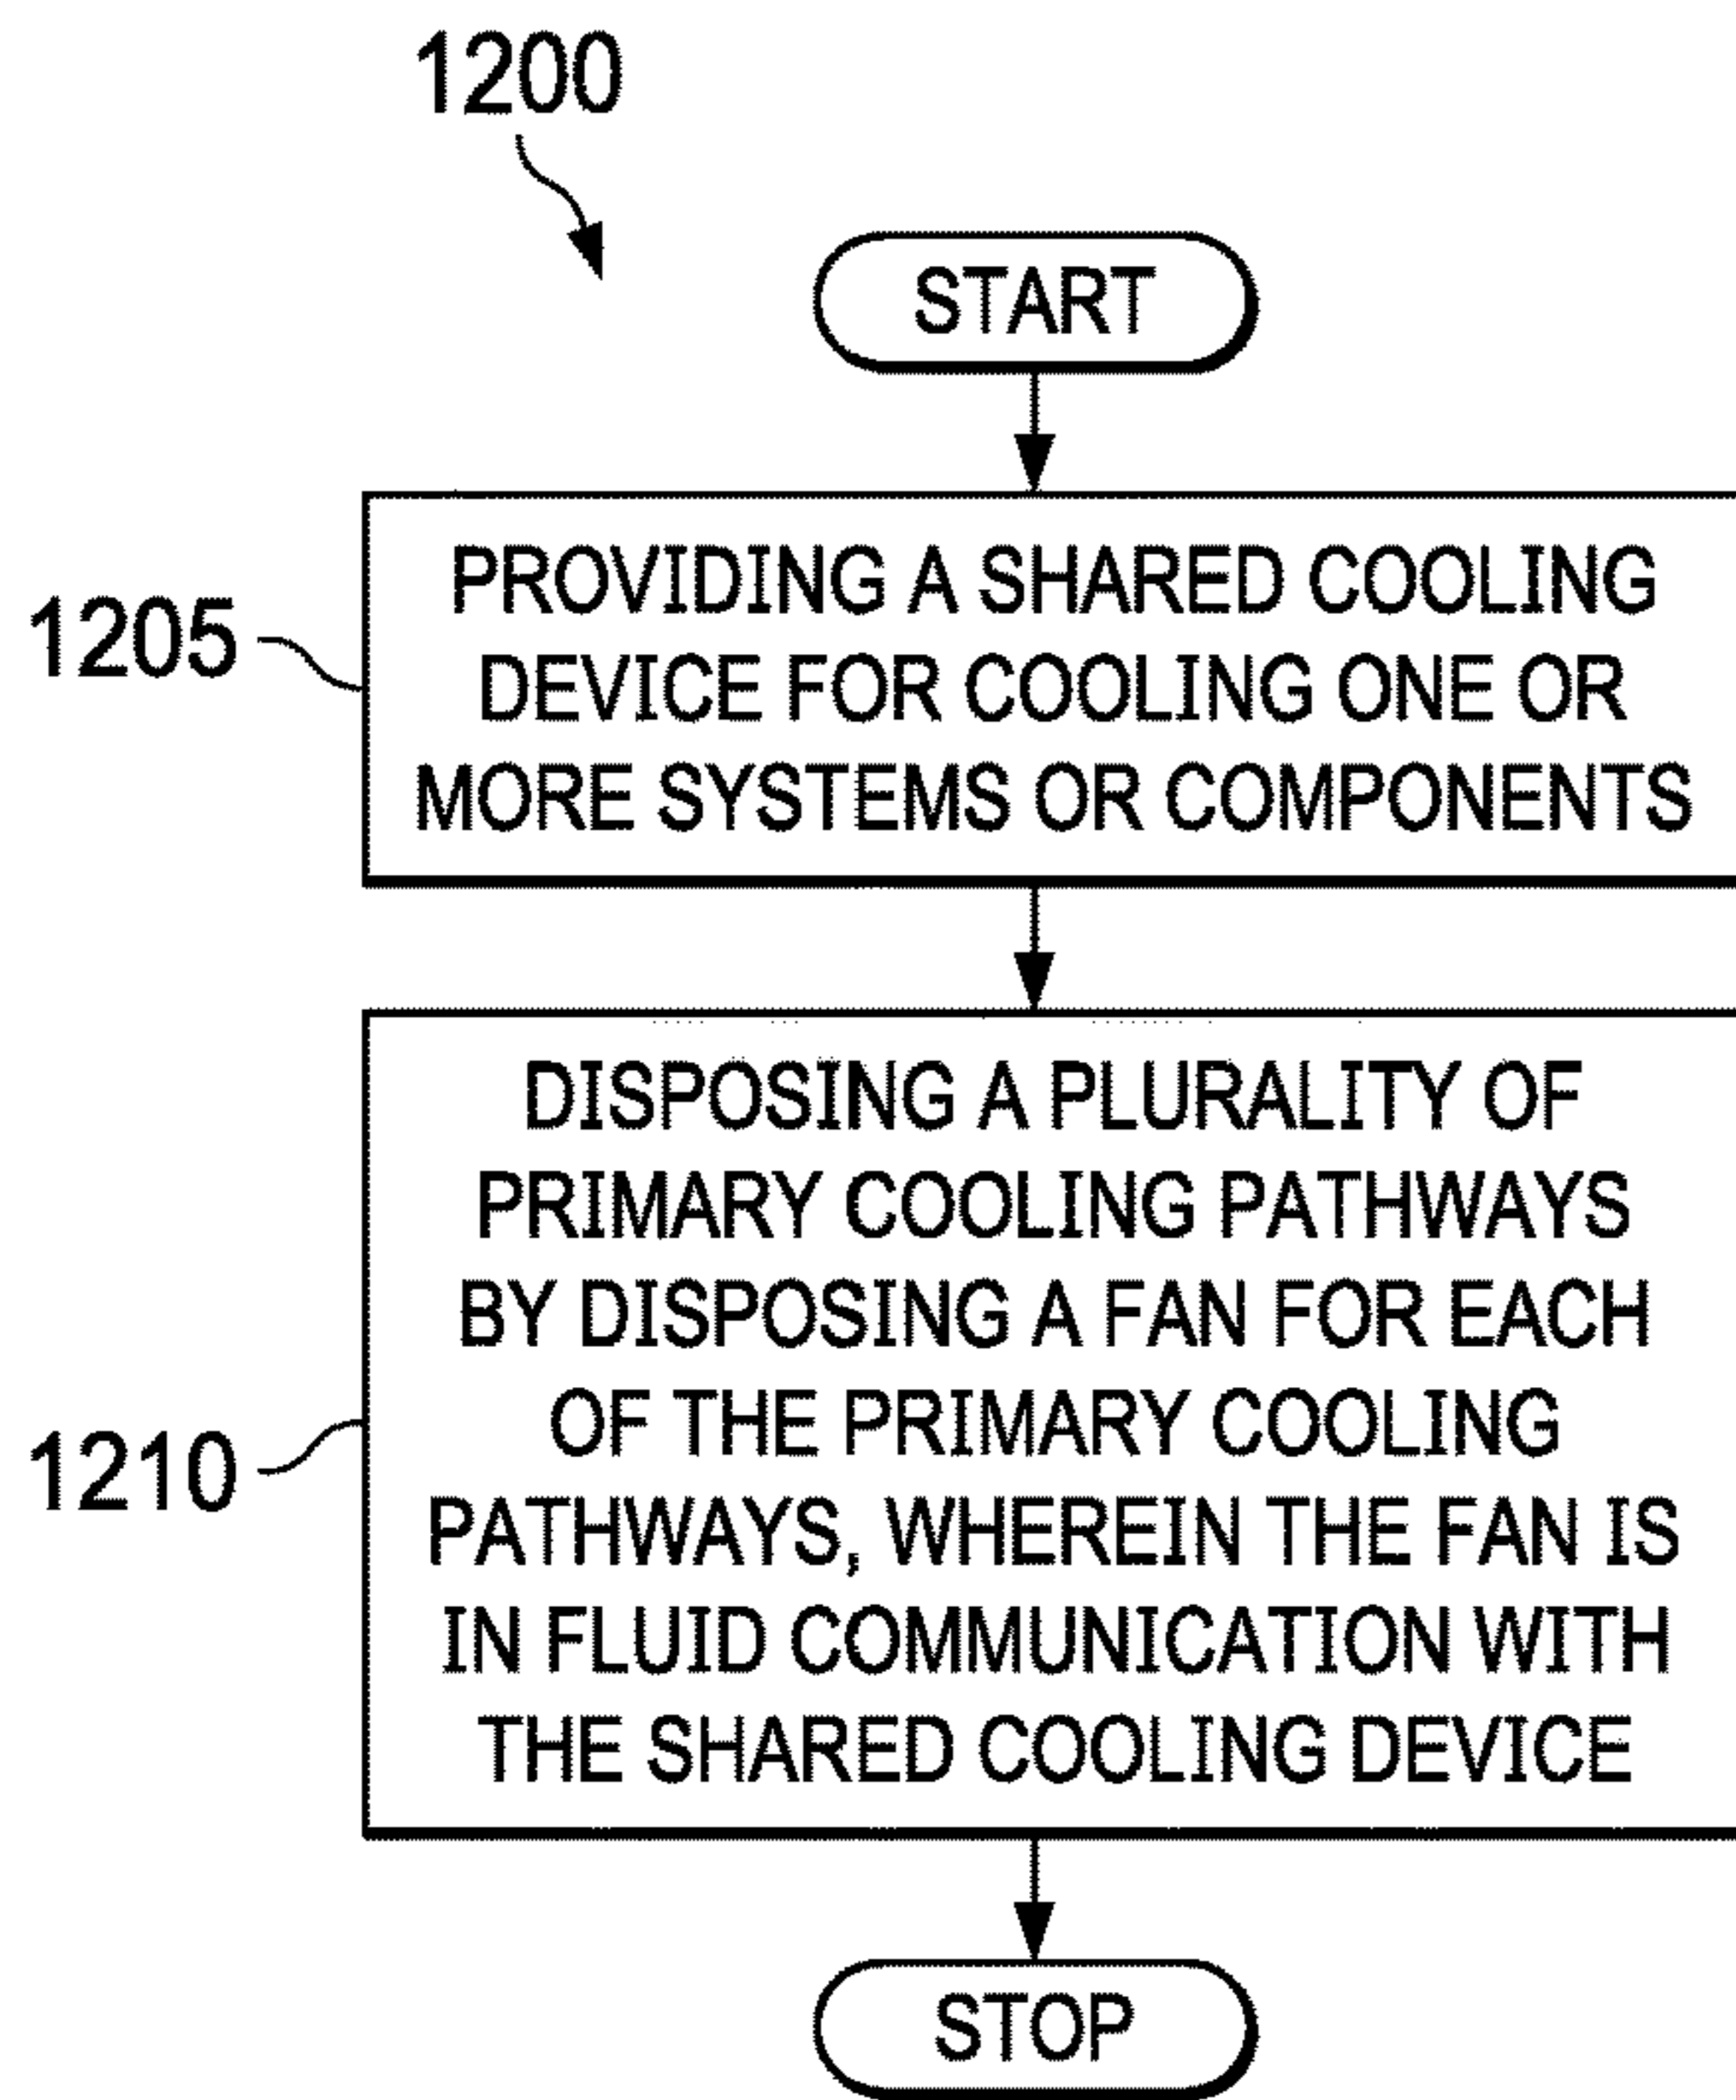 1200
START
1205
PROVIDING A SHARED COOLING
DEVICE FOR COOLING ONE OR
MORE SYSTEMS OR COMPONENTS
1210
DISPOSING A PLURALITY OF
PRIMARY COOLING PATHWAYS
BY DISPOSING A FAN FOR EACH
OF THE PRIMARY COOLING
PATHWAYS, WHEREIN THE FAN IS
IN FLUID COMMUNICATION WITH
THE SHARED COOLING DEVICE
STOP